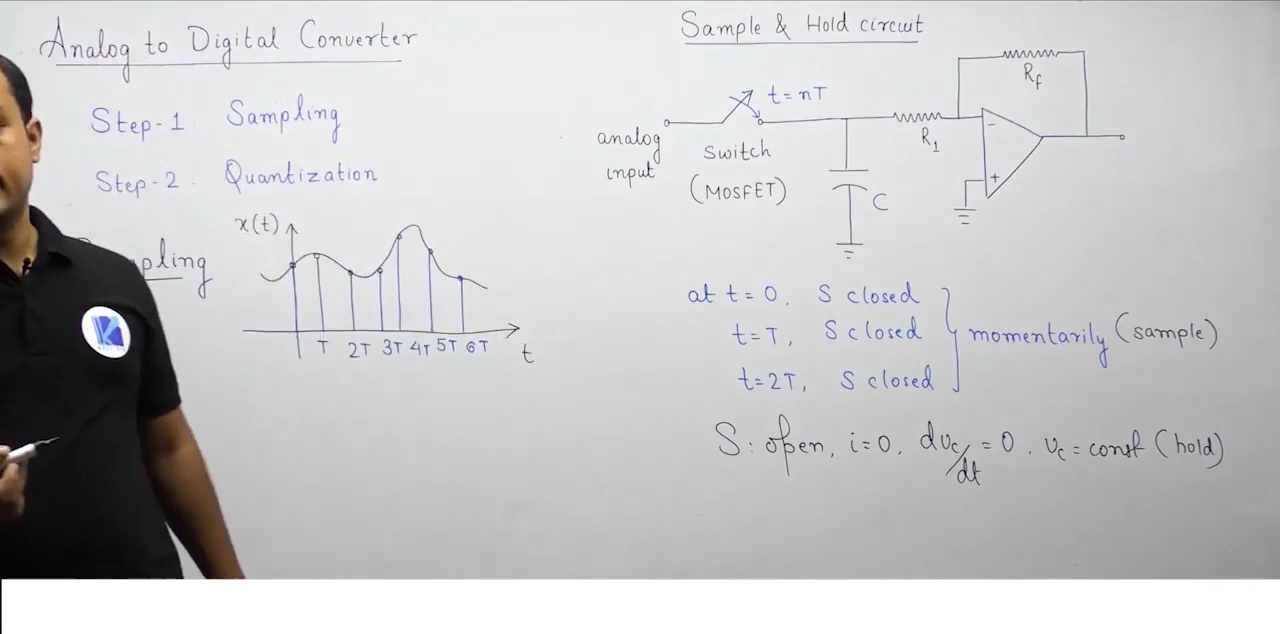 Analog to Digital Converter
Step-1 Sampling
Step-2: Quantization
pling
x(t)
T 2T 3T 4T 5T 6T t
Sample & Hold circuit
Rf
t=nT
analog
input
Switch
(MOSFET)
R1
-
+
C
at t=0, S closed
t=T, S closed
t=2T, S closed
momentarily (sample)
S: open, i=0, dvc/dt = 0. vc = const (hold)